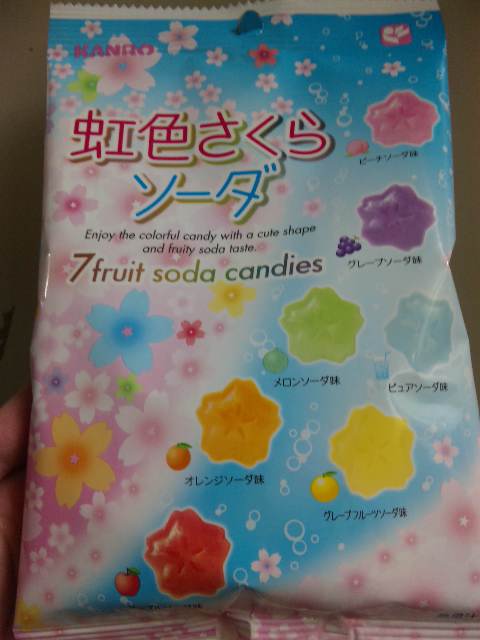 KANRO
虹色さくら
ソーダ
Enjoy the colorful candy with a cute shape
and fruity soda taste.
7fruit soda candies
ピーチソーダ味
グレープソーダ味
メロンソーダ味
ピュアソーダ味
オレンジソーダ味
グレープフルーツソーダ味